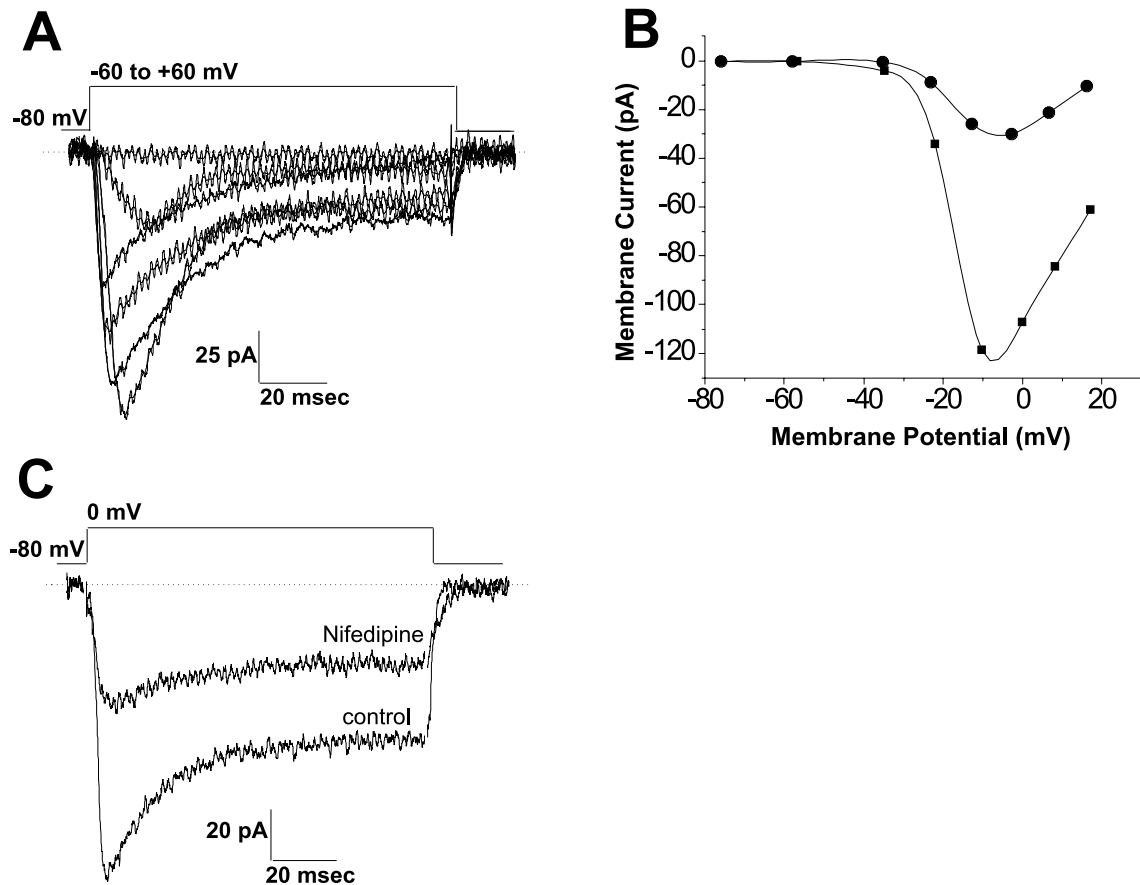 A
-60 to +60 mV
-80 mV
25 pA
20 msec
B
Membrane Current (pA)
0
-20
-40
-60
-80
-100
-120
-80
-60
-40
-20
0
20
Membrane Potential (mV)
C
0 mV
-80 mV
Nifedipine
control
20 pA
20 msec